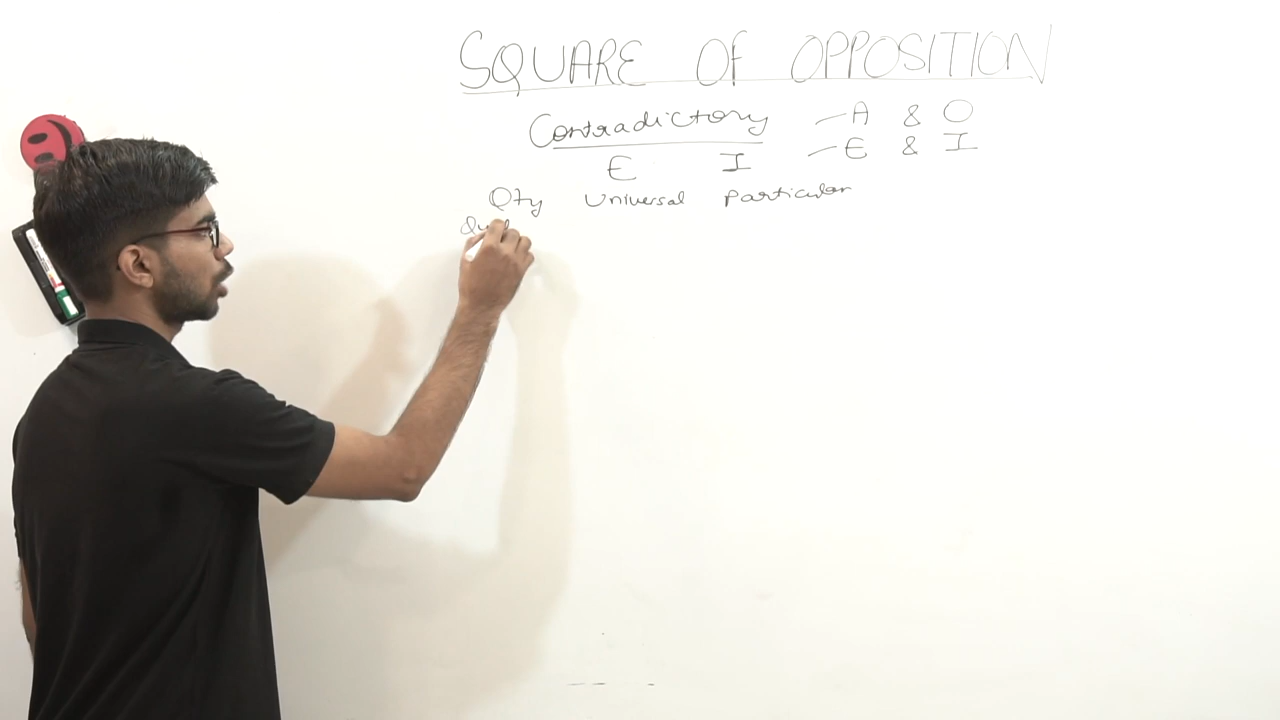 SQUARE OF OPPOSITION
Contradictory – A & O
– E & I
E I
Qty Universal Particular